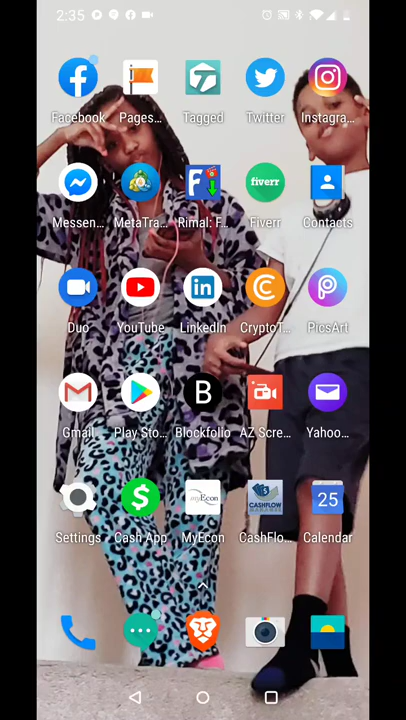 2:35
Facebook Pages... Tagged Twitter Instagra...
Messen... MetaTra... Rimal: F... Fiverr Contacts
Duo YouTube LinkedIn CryptoT... PicsArt
Gmail Play Sto... Blockfolio AZ Scre... Yahoo...
Settings Cash App MyEcon CashFlo... Calendar